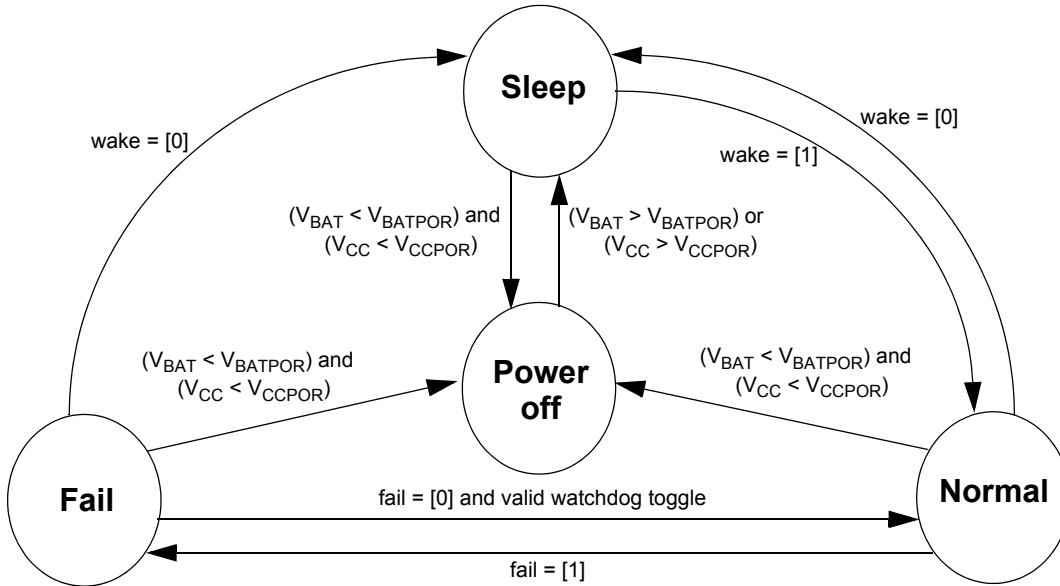 Sleep
wake = [0]
wake = [0]
wake = [1]
(VBAT < VBATPOR) and
(VCC < VCCPOR)
(VBAT > VBATPOR) or
(VCC > VCCPOR)
(VBAT < VBATPOR) and
(VCC < VCCPOR)
Power
off
(VBAT < VBATPOR) and
(VCC < VCCPOR)
Fail
fail = [0] and valid watchdog toggle
Normal
fail = [1]